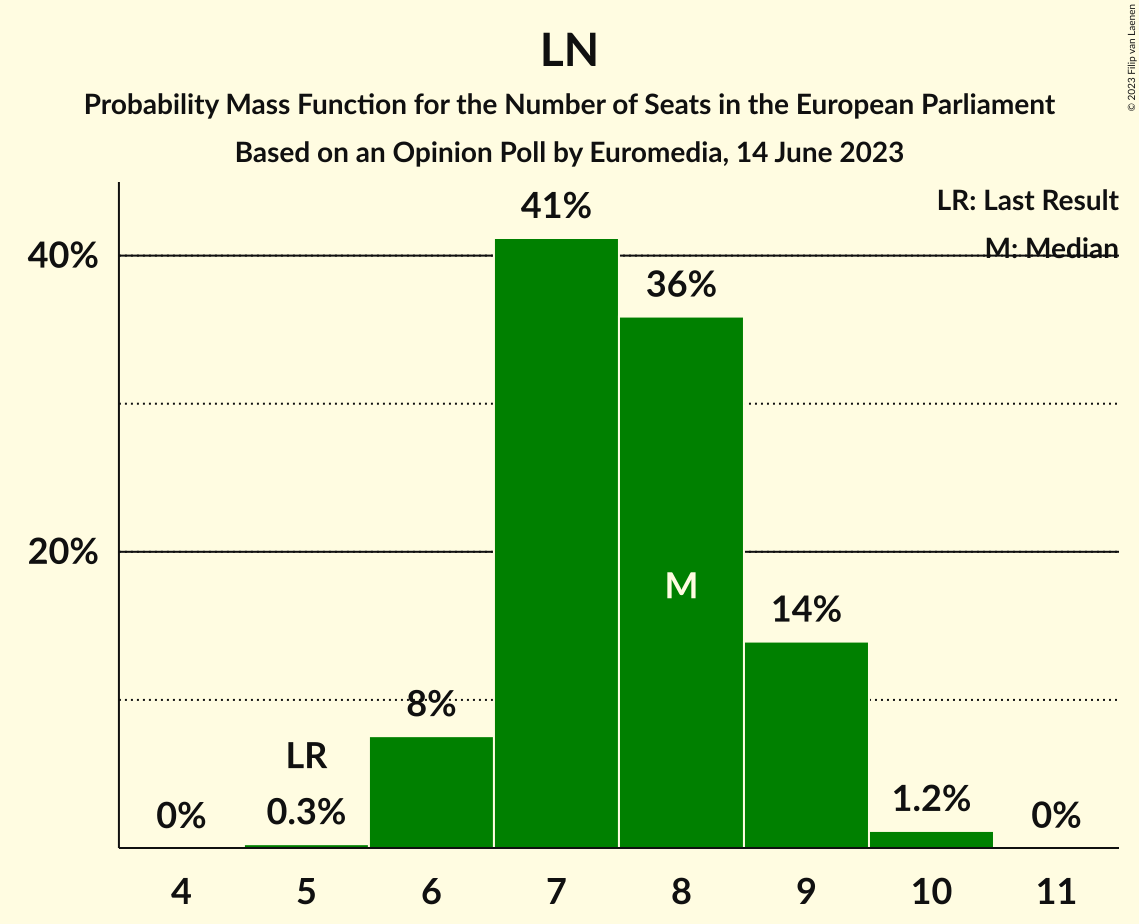 LN
Probability Mass Function for the Number of Seats in the European Parliament
Based on an Opinion Poll by Euromedia, 14 June 2023
© 2023 Filip van Laenen
LR: Last Result
M: Median
40%
20%
0%
LR
0.3%
8%
41%
36%
M
14%
1.2%
0%
4 5 6 7 8 9 10 11